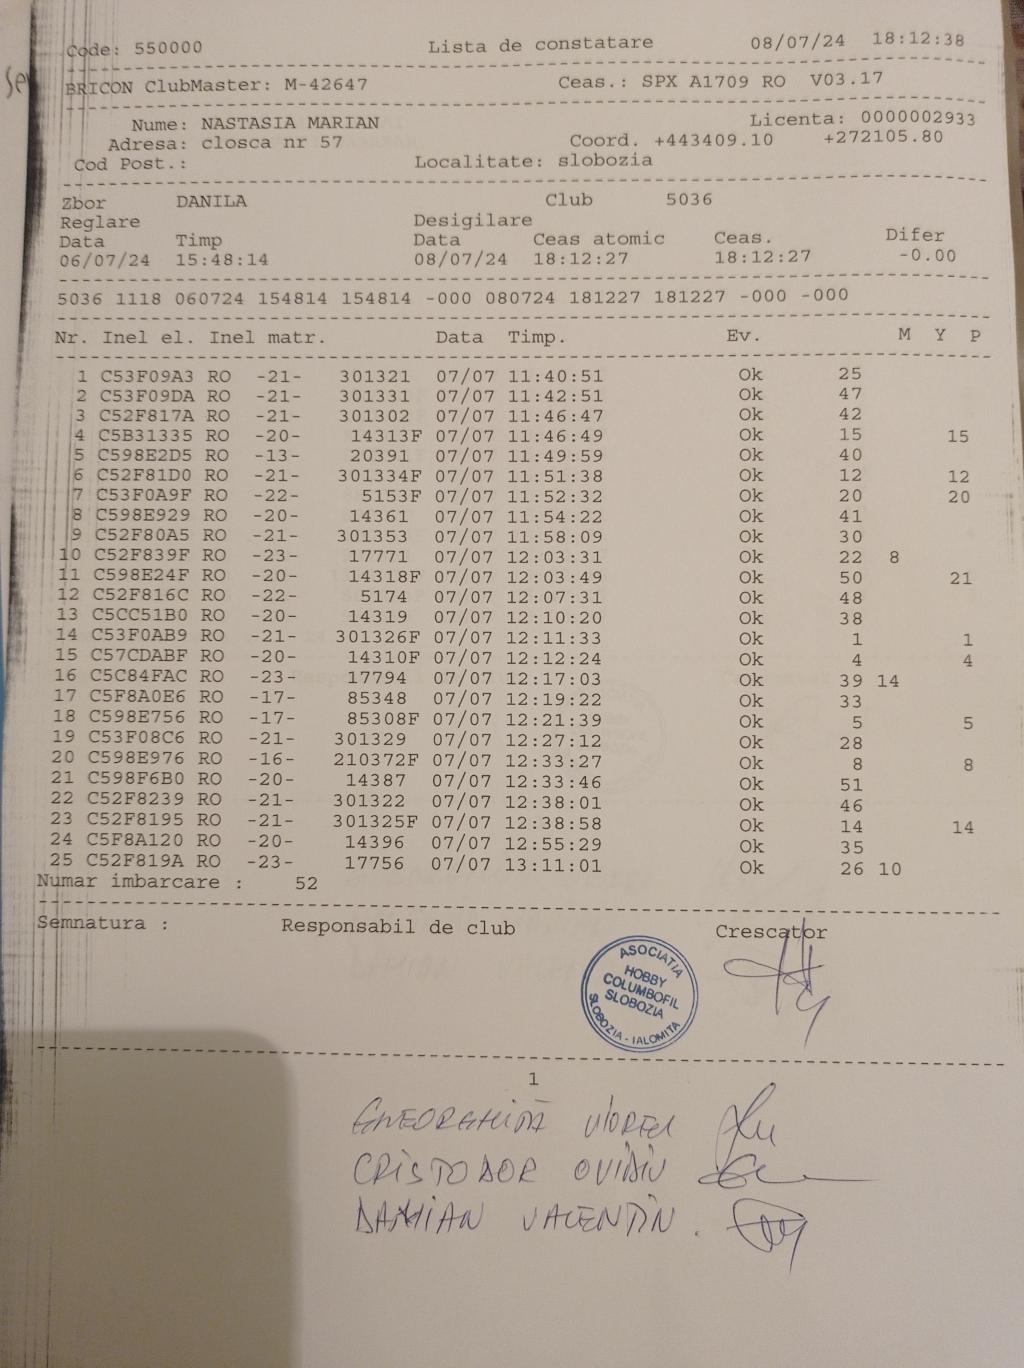 Code: 550000 Lista de constatare 08/07/24 18:12:38
BRICON ClubMaster: M-42647 Ceas.: SPX A1709 RO V03.17
Nume: NASTASIA MARIAN Licenta: 0000002933
Adresa: closca nr 57 Coord. +443409.10 +272105.80
Cod Post.: Localitate: slobozia
Zbor DANILA Club 5036
Reglare Desigilare
Data Timp Data Ceas atomic Ceas. Difer
06/07/24 15:48:14 08/07/24 18:12:27 18:12:27 -0.00
5036 1118 060724 154814 154814 -000 080724 181227 181227 -000 -000
Nr. Inel el. Inel matr. Data Timp. Ev. M Y P
1 C53F09A3 RO -21- 301321 07/07 11:40:51 Ok 25
2 C53F09DA RO -21- 301331 07/07 11:42:51 Ok 47
3 C52F817A RO -21- 301302 07/07 11:46:47 Ok 42
4 C5B31335 RO -20- 14313F 07/07 11:46:49 Ok 15 15
5 C598E2D5 RO -13- 20391 07/07 11:49:59 Ok 40
6 C52F81D0 RO -21- 301334F 07/07 11:51:38 Ok 12 12
7 C53F0A9F RO -22- 5153F 07/07 11:52:32 Ok 20 20
8 C598E929 RO -20- 14361 07/07 11:54:22 Ok 41
9 C52F80A5 RO -21- 301353 07/07 11:58:09 Ok 30
10 C52F839F RO -23- 17771 07/07 12:03:31 Ok 22 8
11 C598E24F RO -20- 14318F 07/07 12:03:49 Ok 50 21
12 C52F816C RO -22- 5174 07/07 12:07:31 Ok 48
13 C5CC51B0 RO -20- 14319 07/07 12:10:20 Ok 38
14 C53F0AB9 RO -21- 301326F 07/07 12:11:33 Ok 1 1
15 C57CDABF RO -20- 14310F 07/07 12:12:24 Ok 4 4
16 C5C84FAC RO -23- 17794 07/07 12:17:03 Ok 39 14
17 C5F8A0E6 RO -17- 85348 07/07 12:19:22 Ok 33
18 C598E756 RO -17- 85308F 07/07 12:21:39 Ok 5 5
19 C53F08C6 RO -21- 301329 07/07 12:27:12 Ok 28
20 C598E976 RO -16- 210372F 07/07 12:33:27 Ok 8 8
21 C598F6B0 RO -20- 14387 07/07 12:33:46 Ok 51
22 C52F8239 RO -21- 301322 07/07 12:38:01 Ok 46
23 C52F8195 RO -21- 301325F 07/07 12:38:58 Ok 14 14
24 C5F8A120 RO -20- 14396 07/07 12:55:29 Ok 35
25 C52F819A RO -23- 17756 07/07 13:11:01 Ok 26 10
Numar imbarcare : 52
Semnatura : Responsabil de club Crescator
ASOCIATIA
HOBBY
COLUMBOFIL
SLOBOZIA
SLOBOZIA - IALOMITA
1
GHEORGHIȚĂ VIOREL
CRISTODOR OVIDIU
DAMIAN VALENTIN.